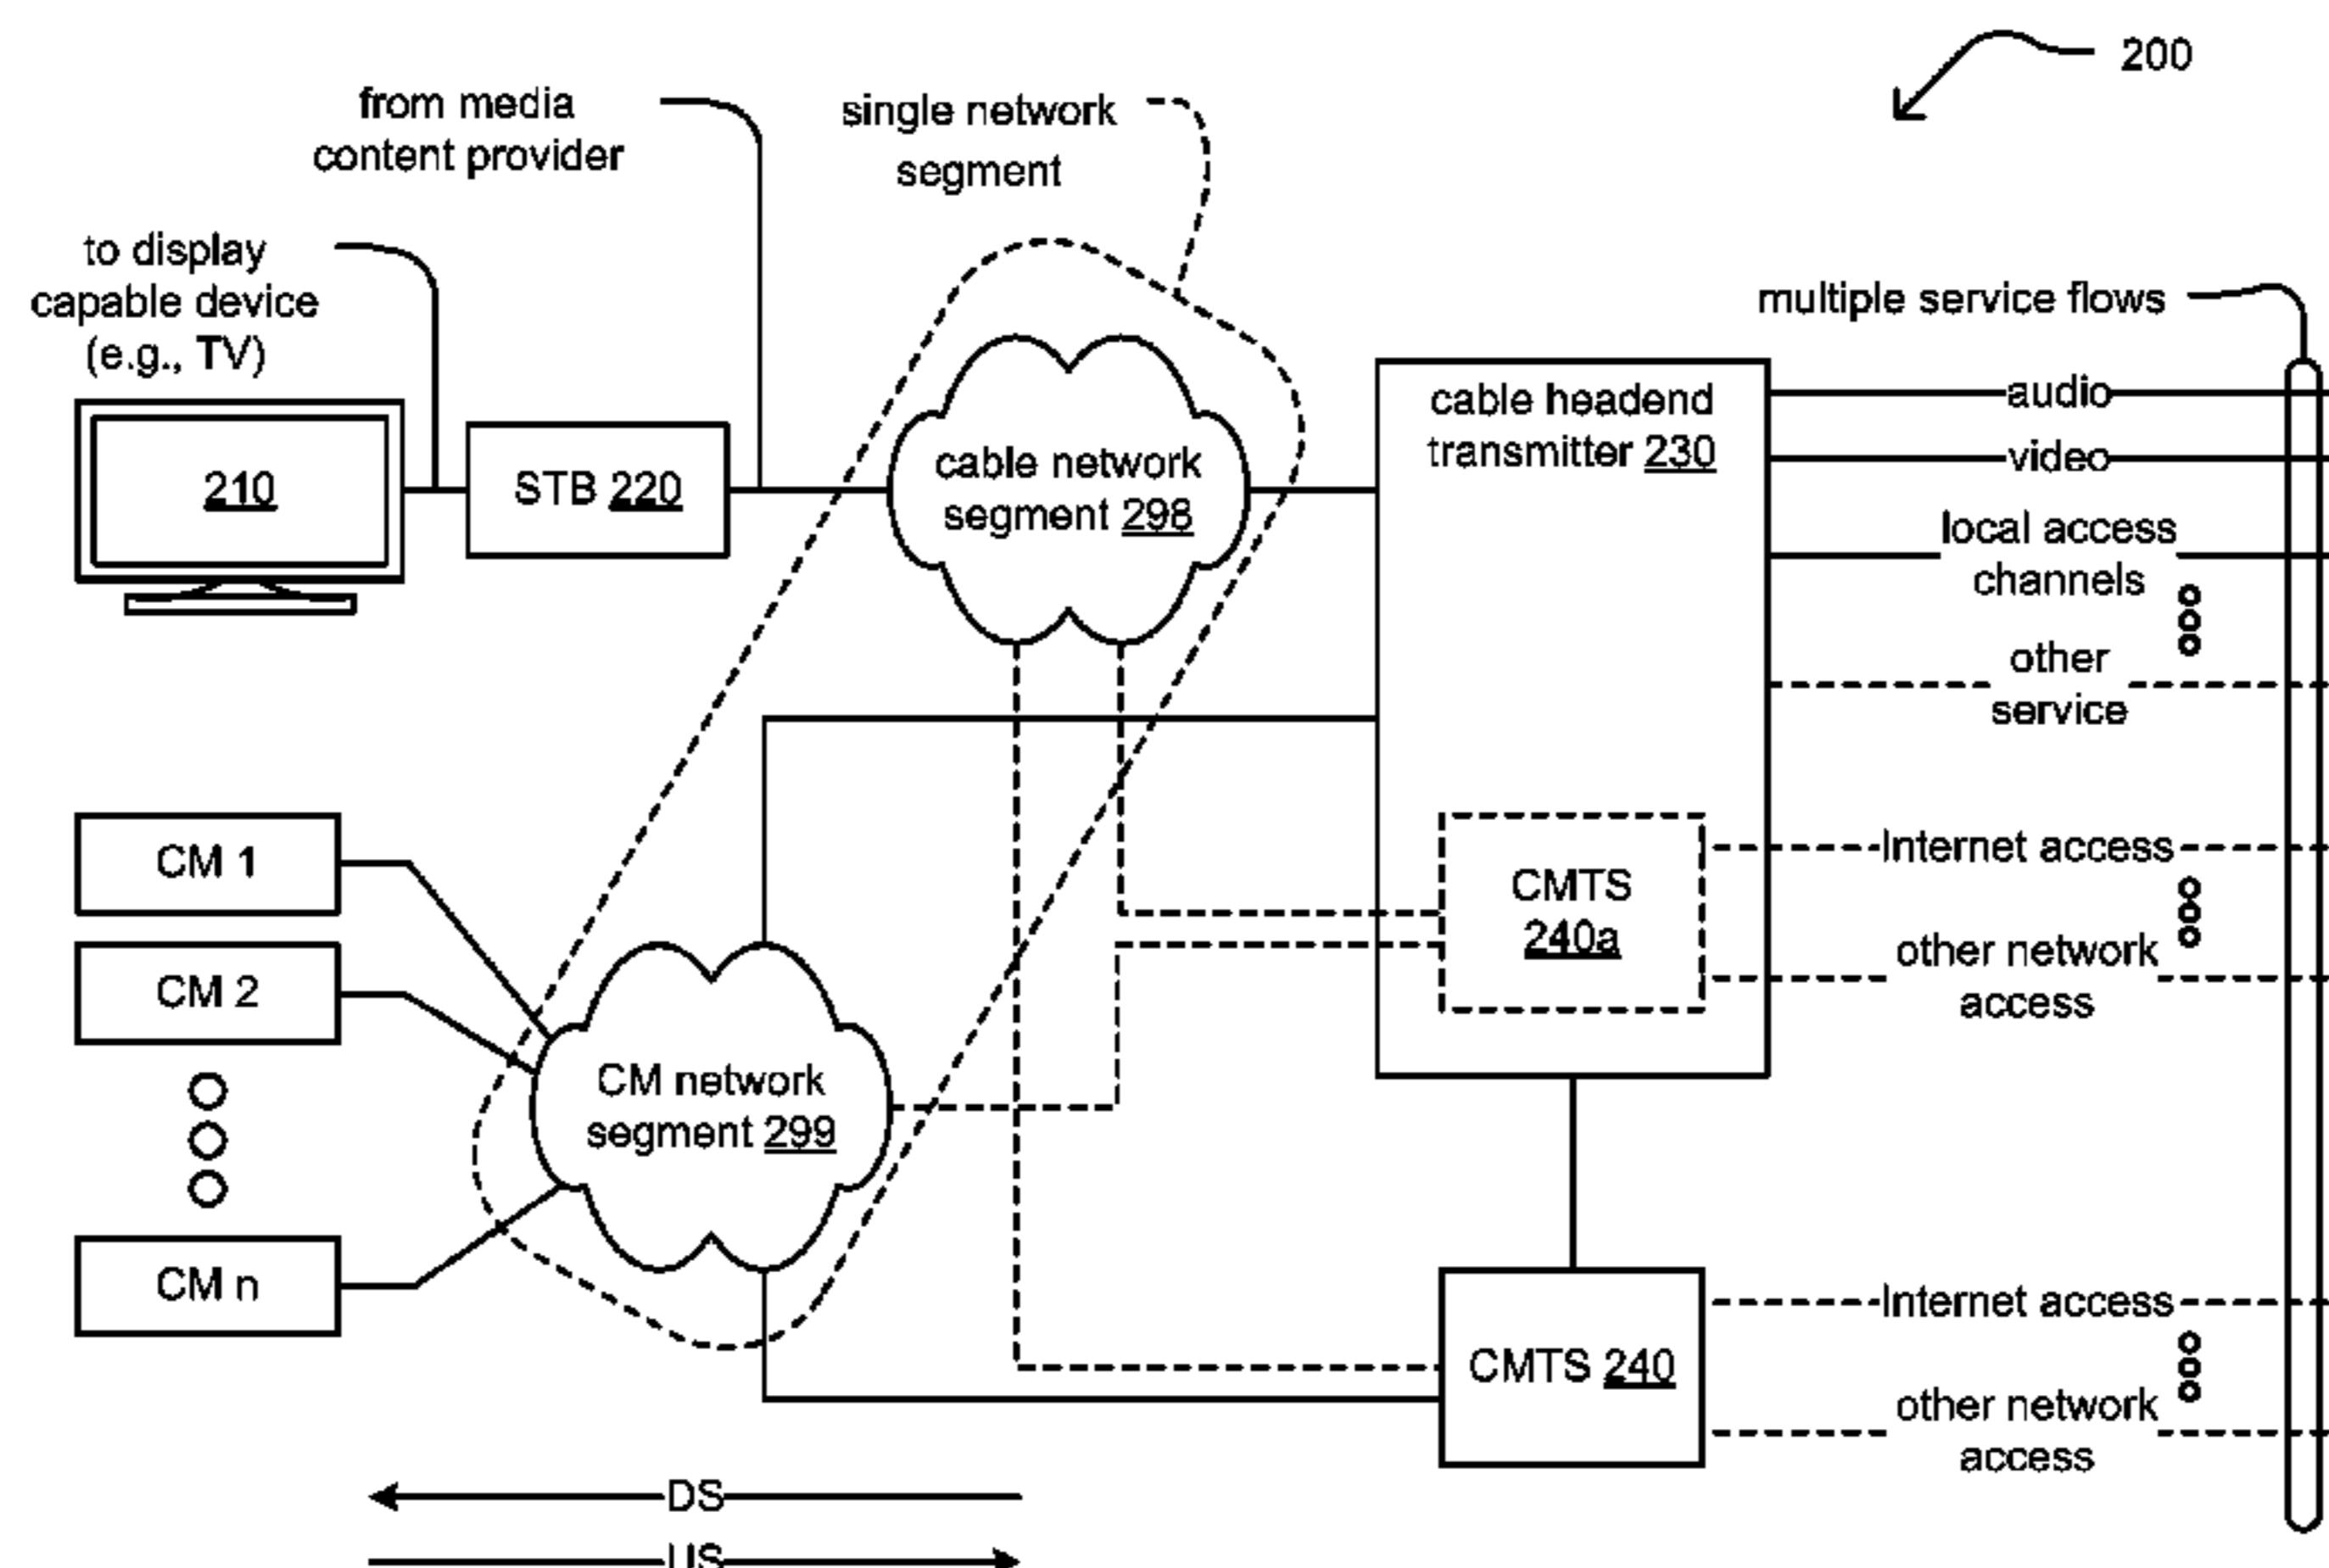 200
from media
content provider
single network
segment
to display
capable device
(e.g., TV)
multiple service flows
210
STB 220
cable network
segment 298
cable headend
transmitter 230
audio
video
local access
channels
other
service
CM 1
CM 2
CM n
CM network
segment 299
CMTS
240a
Internet access
other network
access
CMTS 240
Internet access
other network
access
DS
US